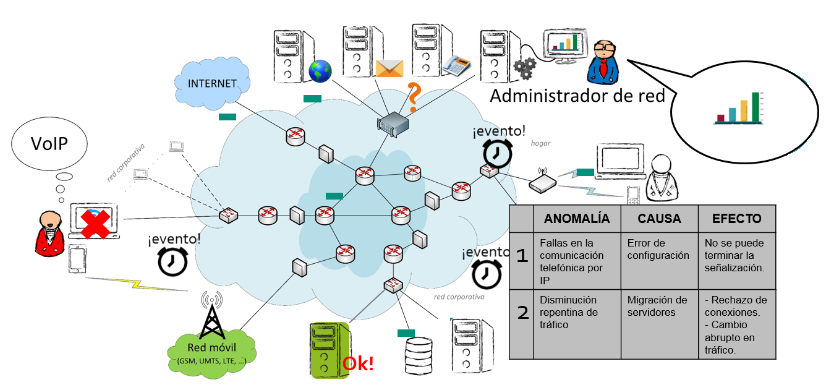 INTERNET
Administrador de red
VoIP
red corporativa
¡evento!
hogar
¡evento!
¡evento!
red corporativa
Red móvil
(GSM, UMTS, LTE, ...)
Ok!
ANOMALÍA CAUSA EFECTO
1 Fallas en la comunicación telefónica por IP
Error de configuración
No se puede terminar la señalización.
2 Disminución repentina de tráfico
Migración de servidores
- Rechazo de conexiones.
- Cambio abrupto en tráfico.